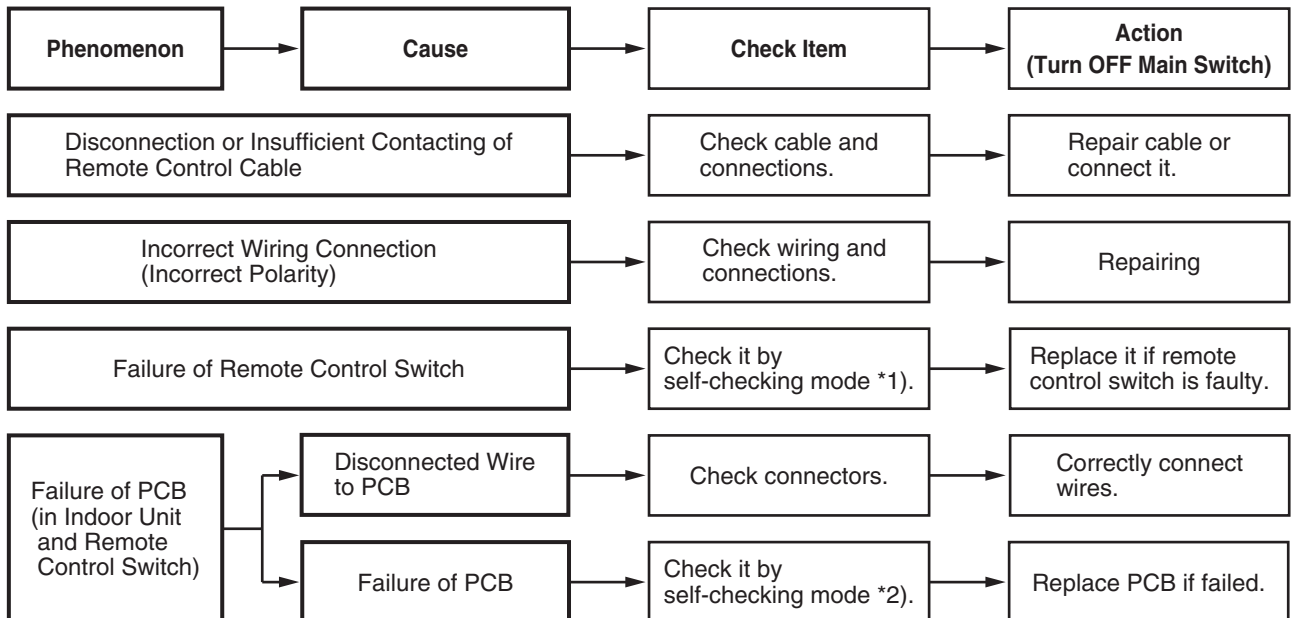 Phenomenon
Cause
Check Item
Action
(Turn OFF Main Switch)
Disconnection or Insufficient Contacting of
Remote Control Cable
Check cable and
connections.
Repair cable or
connect it.
Incorrect Wiring Connection
(Incorrect Polarity)
Check wiring and
connections.
Repairing
Failure of Remote Control Switch
Check it by
self-checking mode *1).
Replace it if remote
control switch is faulty.
Failure of PCB
(in Indoor Unit
and Remote
Control Switch)
Disconnected Wire
to PCB
Check connectors.
Correctly connect
wires.
Failure of PCB
Check it by
self-checking mode *2).
Replace PCB if failed.